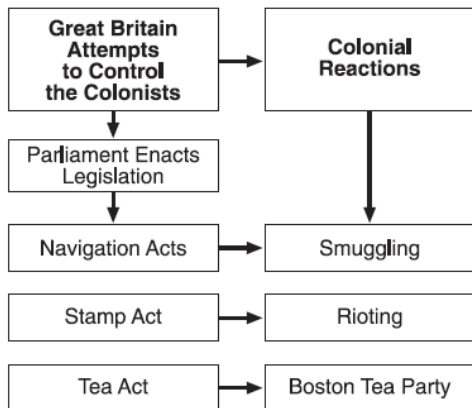 Great Britain
Attempts
to Control
the Colonists
Colonial
Reactions
Parliament Enacts
Legislation
Navigation Acts
Smuggling
Stamp Act
Rioting
Tea Act
Boston Tea Party